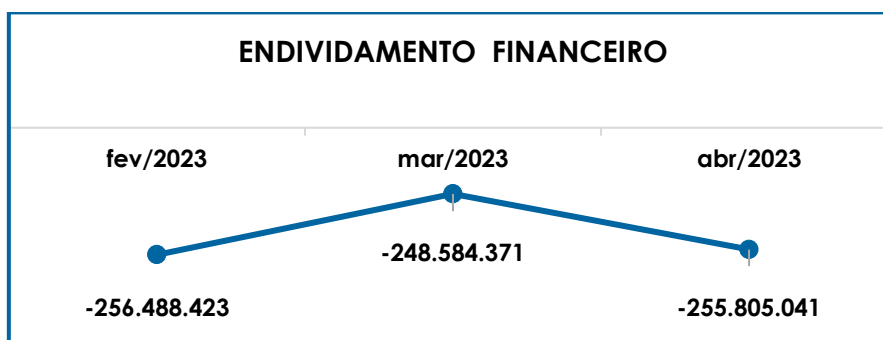 ENDIVIDAMENTO FINANCEIRO
fev/2023 mar/2023 abr/2023
-248.584.371
-256.488.423 -255.805.041